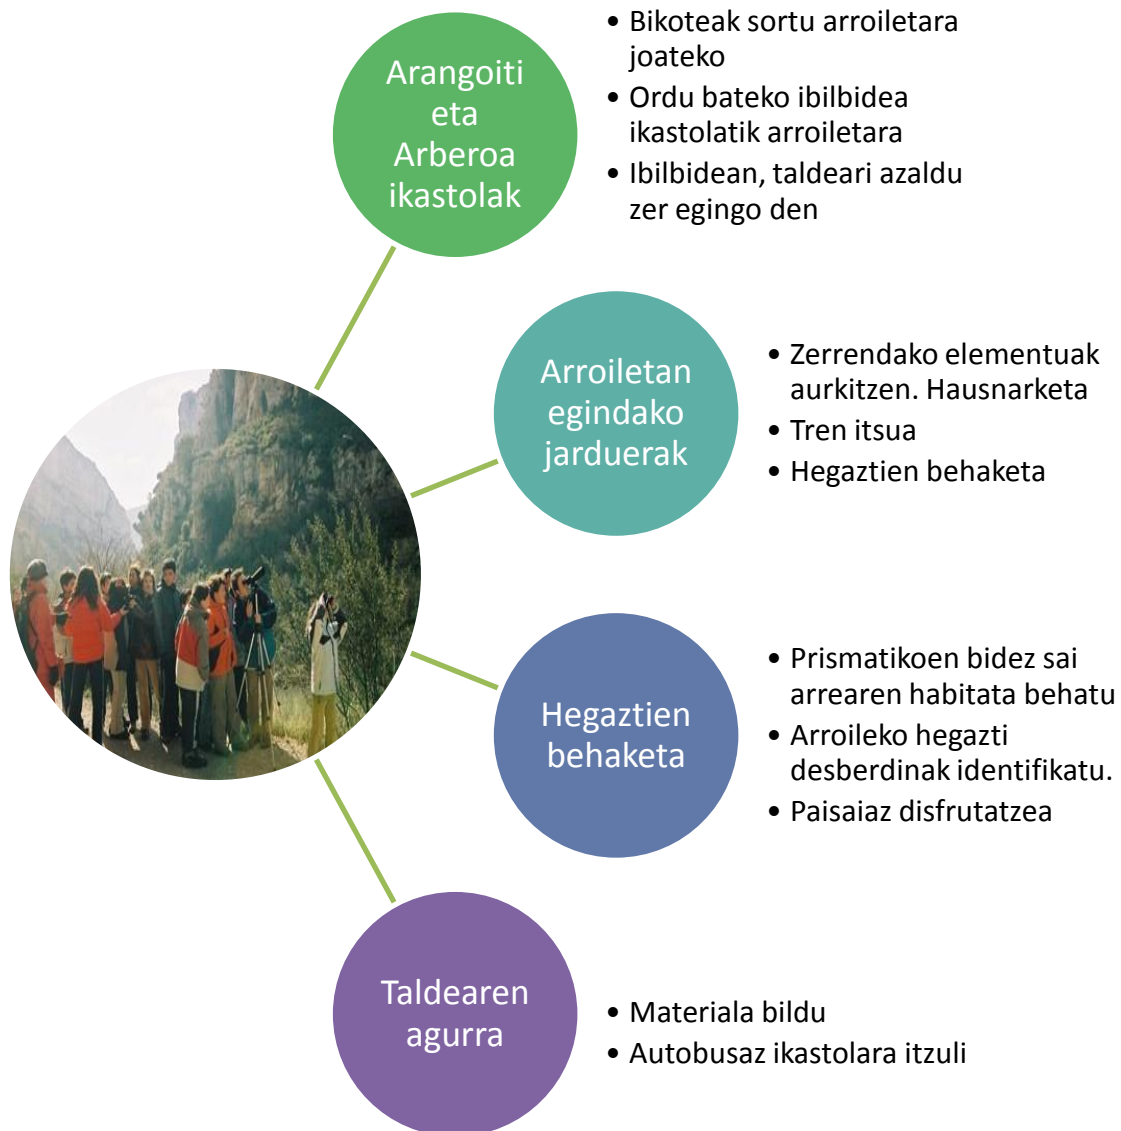 Arangoiti
eta
Arberoa
ikastolak
• Bikoteak sortu arroiletara
joateko
• Ordu bateko ibilbidea
ikastolatik arroiletara
• Ibilbidean, taldeari azaldu
zer egingo den
Arroiletan
egindako
jarduerak
• Zerrendako elementuak
aurkitzen. Hausnarketa
• Tren itsua
• Hegaztien behaketa
Hegaztien
behaketa
• Prismatikoen bidez sai
arrearen habitata behatu
• Arroileko hegazti
desberdinak identifikatu.
• Paisaiaz disfrutatzea
Taldearen
agurra
• Materiala bildu
• Autobusaz ikastolara itzuli